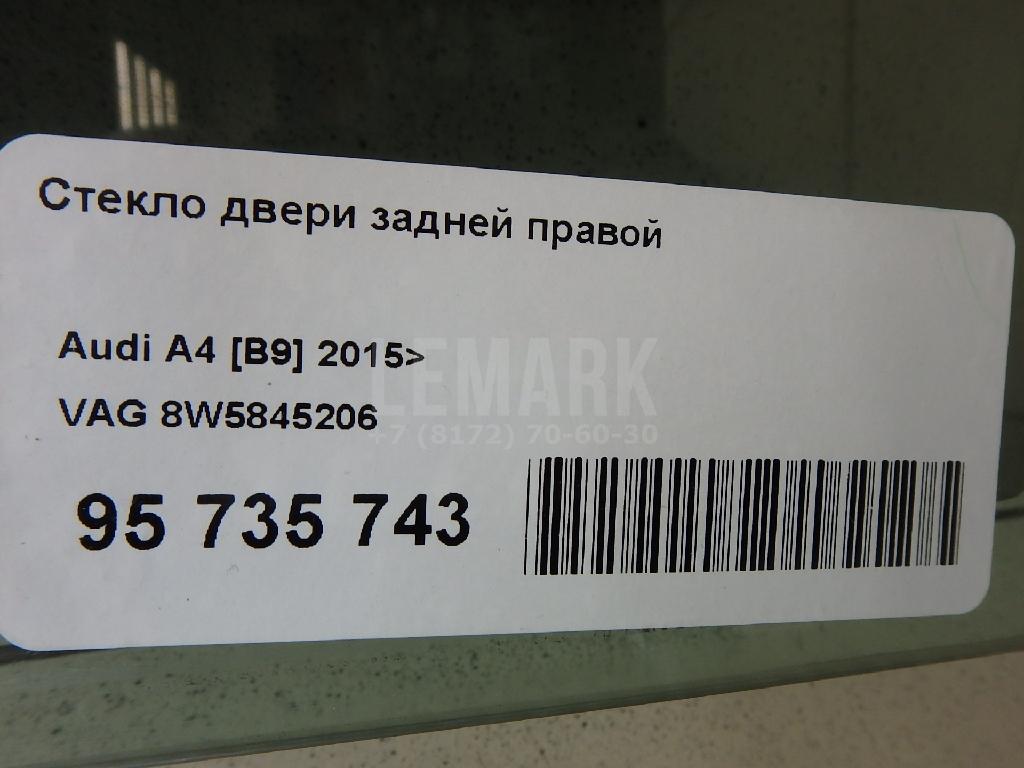 Стекло двери задней правой
Audi A4 [B9] 2015>
LEMARK
VAG 8W5845206
+7 (8172) 70-60-30
95 735 743